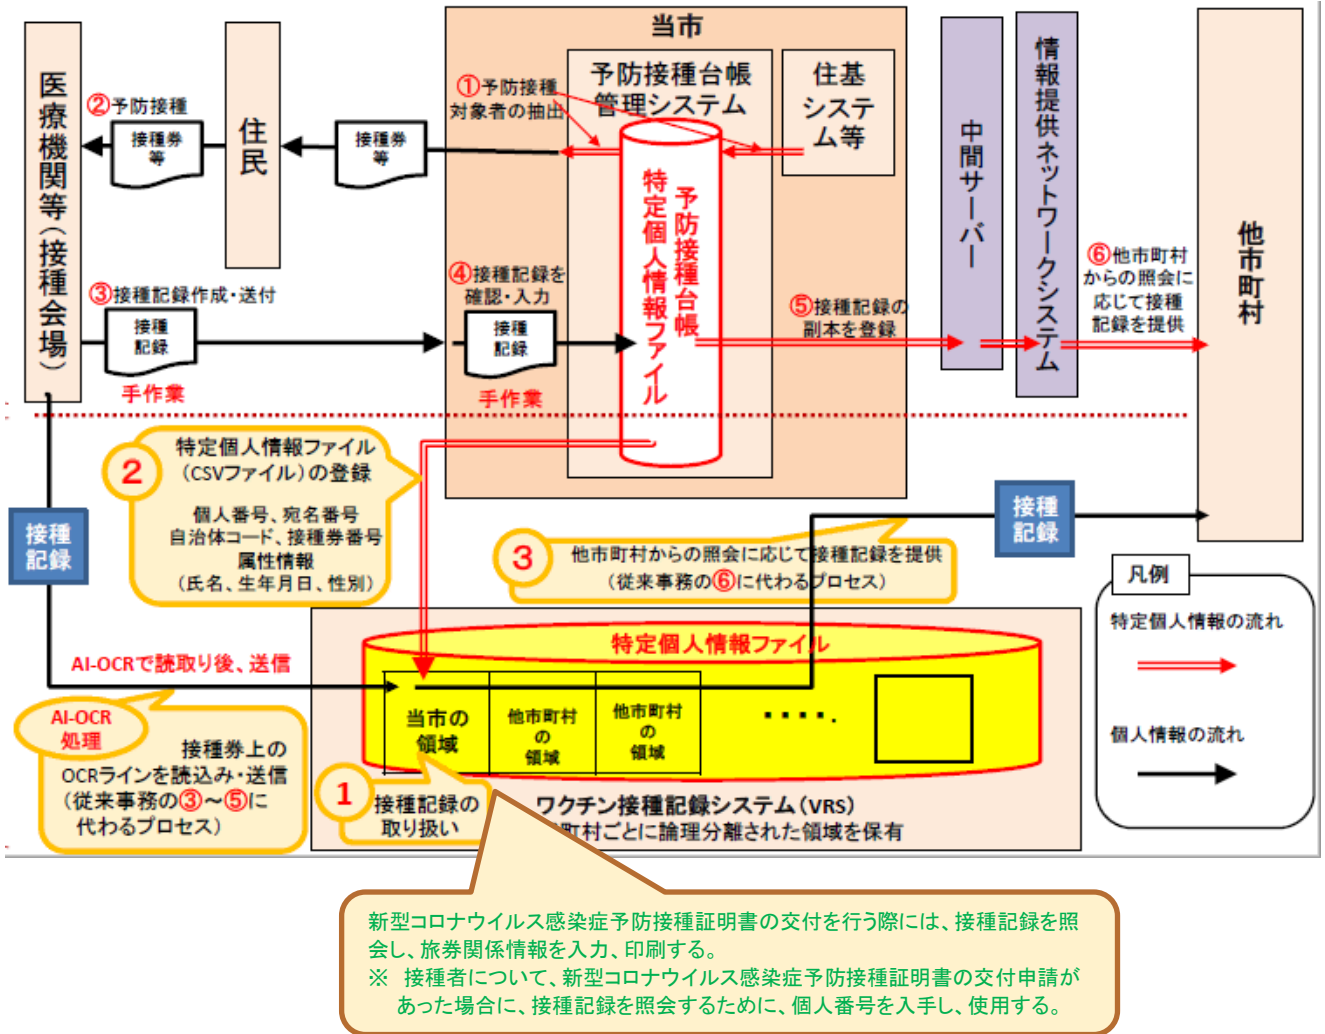 当市
医療機関等（接種会場）
②予防接種
接種券
等
住民
接種券
等
①予防接種
対象者の抽出
予防接種台帳
管理システム
住基
システ
ム等
予防接種台帳
特定個人情報ファイル
中間サーバー
情報提供ネットワークシステム
他市町村
③接種記録作成・送付
接種
記録
手作業
④接種記録を
確認・入力
接種
記録
手作業
⑤接種記録の
副本を登録
⑥他市町村
からの照会に
応じて接種
記録を提供
2
特定個人情報ファイル
（CSVファイル）の登録
個人番号、宛名番号
自治体コード、接種券番号
属性情報
（氏名、生年月日、性別）
接種
記録
接種
記録
3
他市町村からの照会に応じて接種記録を提供
（従来事務の⑥に代わるプロセス）
凡例
特定個人情報の流れ
個人情報の流れ
AI-OCRで読取り後、送信
AI-OCR
処理
接種券上の
OCRラインを読込み・送信
（従来事務の③～⑤に
代わるプロセス）
特定個人情報ファイル
当市の
領域
他市町村
の
領域
他市町村
の
領域
・・・・.
1
接種記録の
取り扱い
ワクチン接種記録システム（VRS）
町村ごとに論理分離された領域を保有
新型コロナウイルス感染症予防接種証明書の交付を行う際には、接種記録を照
会し、旅券関係情報を入力、印刷する。
※　接種者について、新型コロナウイルス感染症予防接種証明書の交付申請が
あった場合に、接種記録を照会するために、個人番号を入手し、使用する。